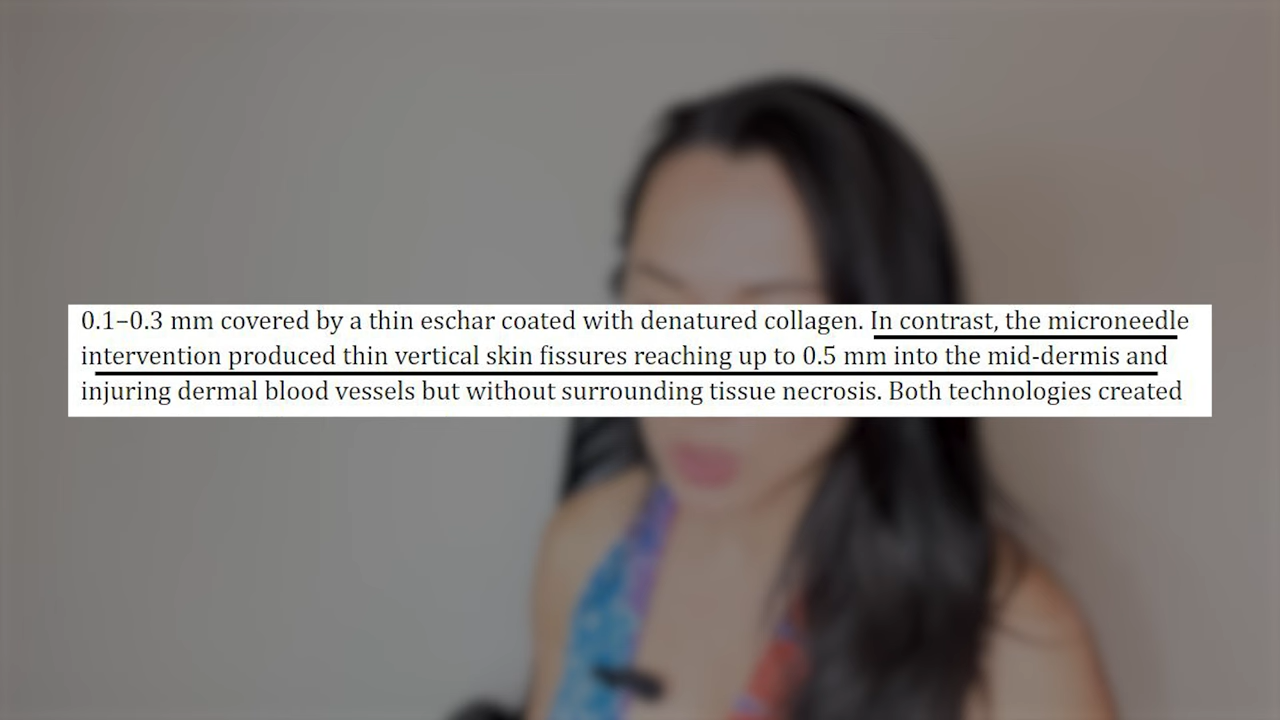 0.1–0.3 mm covered by a thin eschar coated with denatured collagen. In contrast, the microneedle
intervention produced thin vertical skin fissures reaching up to 0.5 mm into the mid-dermis and
injuring dermal blood vessels but without surrounding tissue necrosis. Both technologies created